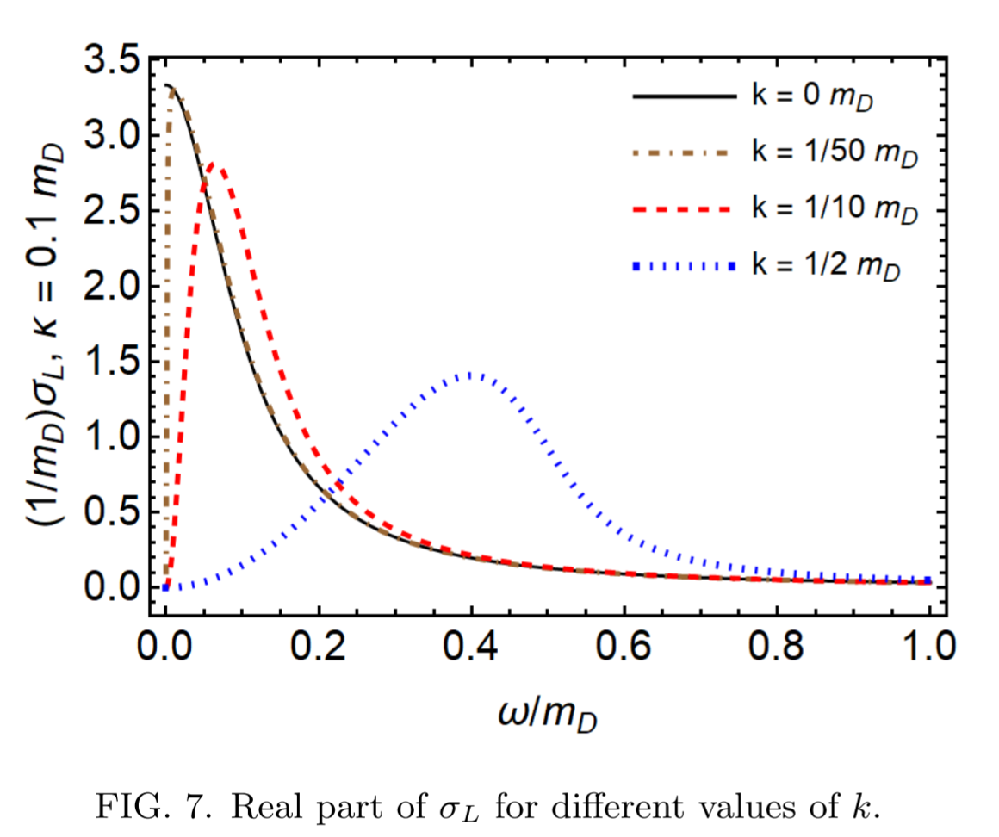 3.5
3.0
2.5
2.0
1.5
1.0
0.5
0.0
(1/m_D)σ_L, κ = 0.1 m_D
k = 0 m_D
k = 1/50 m_D
k = 1/10 m_D
k = 1/2 m_D
0.0 0.2 0.4 0.6 0.8 1.0
ω/m_D
FIG. 7. Real part of σ_L for different values of k.